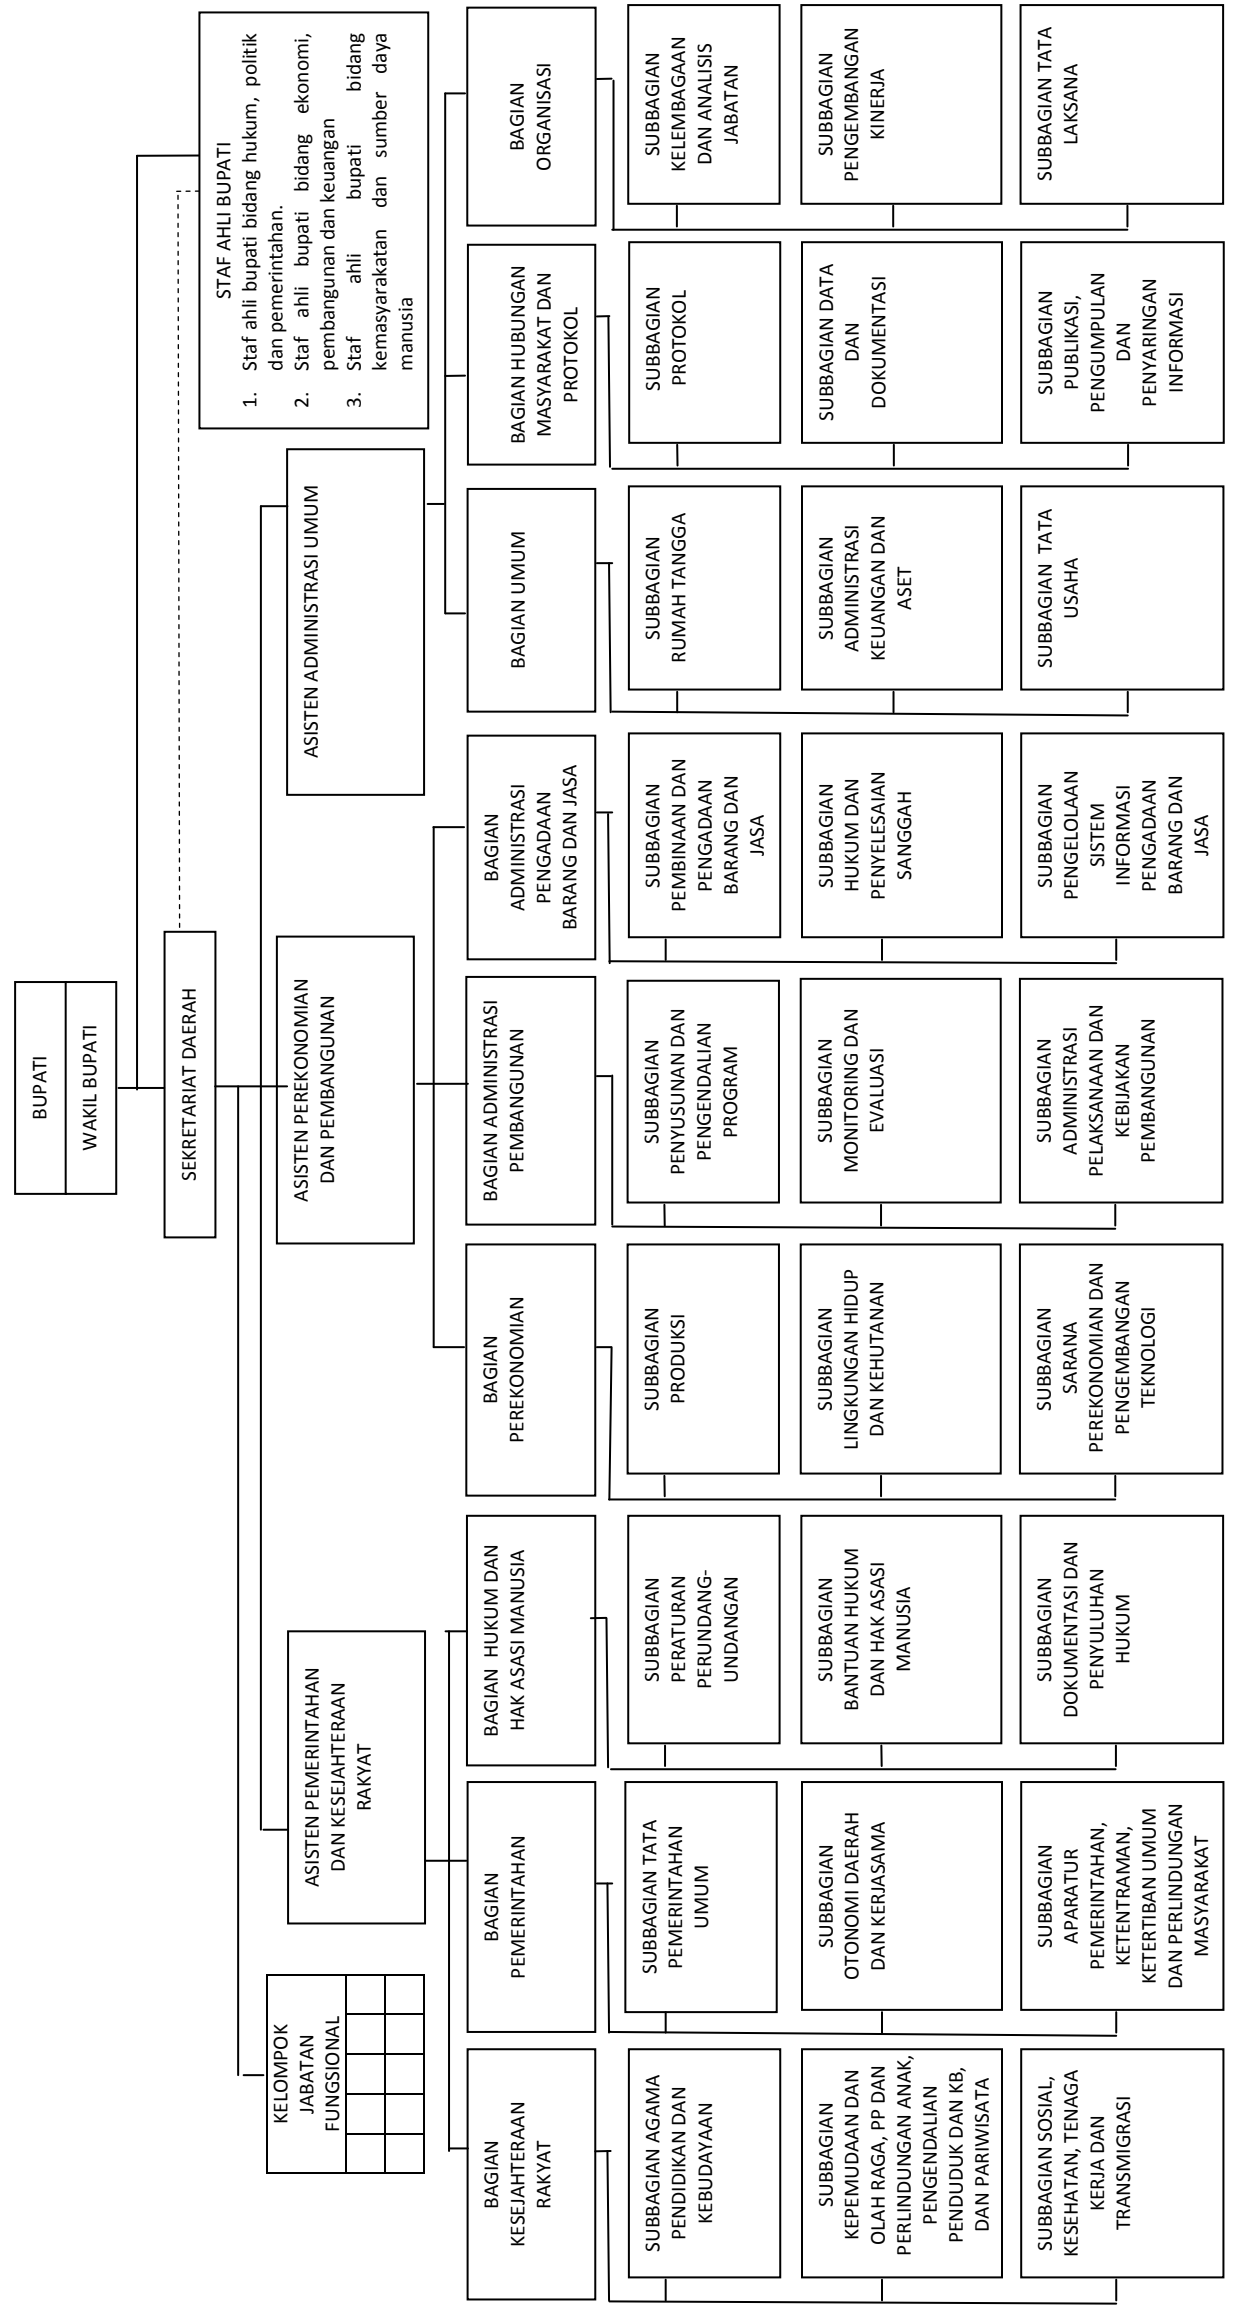 BUPATI
WAKIL BUPATI
SEKRETARIAT DAERAH
STAF AHLI BUPATI
1. Staf ahli bupati bidang hukum, politik
dan pemerintahan.
2. Staf ahli bupati bidang ekonomi,
pembangunan dan keuangan
3. Staf ahli bupati bidang
kemasyarakatan dan sumber daya
manusia
KELOMPOK
JABATAN
FUNGSIONAL
ASISTEN PEMERINTAHAN
DAN KESEJAHTERAAN
RAKYAT
ASISTEN PEREKONOMIAN
DAN PEMBANGUNAN
ASISTEN ADMINISTRASI UMUM
BAGIAN
KESEJAHTERAAN
RAKYAT
BAGIAN
PEMERINTAHAN
BAGIAN HUKUM DAN
HAK ASASI MANUSIA
BAGIAN
PEREKONOMIAN
BAGIAN ADMINISTRASI
PEMBANGUNAN
BAGIAN
ADMINISTRASI
PENGADAAN
BARANG DAN JASA
BAGIAN UMUM
BAGIAN HUBUNGAN
MASYARAKAT DAN
PROTOKOL
BAGIAN
ORGANISASI
SUBBAGIAN AGAMA
PENDIDIKAN DAN
KEBUDAYAAN
SUBBAGIAN TATA
PEMERINTAHAN
UMUM
SUBBAGIAN
PERATURAN
PERUNDANG-
UNDANGAN
SUBBAGIAN
PRODUKSI
SUBBAGIAN
PENYUSUNAN DAN
PENGENDALIAN
PROGRAM
SUBBAGIAN
PEMBINAAN DAN
PENGADAAN
BARANG DAN
JASA
SUBBAGIAN
RUMAH TANGGA
SUBBAGIAN
PROTOKOL
SUBBAGIAN
KELEMBAGAAN
DAN ANALISIS
JABATAN
SUBBAGIAN
KEPEMUDAAN DAN
OLAH RAGA, PP DAN
PERLINDUNGAN ANAK,
PENGENDALIAN
PENDUDUK DAN KB,
DAN PARIWISATA
SUBBAGIAN
OTONOMI DAERAH
DAN KERJASAMA
SUBBAGIAN
BANTUAN HUKUM
DAN HAK ASASI
MANUSIA
SUBBAGIAN
LINGKUNGAN HIDUP
DAN KEHUTANAN
SUBBAGIAN
MONITORING DAN
EVALUASI
SUBBAGIAN
HUKUM DAN
PENYELESAIAN
SANGGAH
SUBBAGIAN
ADMINISTRASI
KEUANGAN DAN
ASET
SUBBAGIAN DATA
DAN
DOKUMENTASI
SUBBAGIAN
PENGEMBANGAN
KINERJA
SUBBAGIAN SOSIAL,
KESEHATAN, TENAGA
KERJA DAN
TRANSMIGRASI
SUBBAGIAN
APARATUR
PEMERINTAHAN,
KETENTRAMAN,
KETERTIBAN UMUM
DAN PERLINDUNGAN
MASYARAKAT
SUBBAGIAN
DOKUMENTASI DAN
PENYULUHAN
HUKUM
SUBBAGIAN
SARANA
PEREKONOMIAN DAN
PENGEMBANGAN
TEKNOLOGI
SUBBAGIAN
ADMINISTRASI
PELAKSANAAN DAN
KEBIJAKAN
PEMBANGUNAN
SUBBAGIAN
PENGELOLAAN
SISTEM
INFORMASI
PENGADAAN
BARANG DAN
JASA
SUBBAGIAN TATA
USAHA
SUBBAGIAN
PUBLIKASI,
PENGUMPULAN
DAN
PENYARINGAN
INFORMASI
SUBBAGIAN TATA
LAKSANA